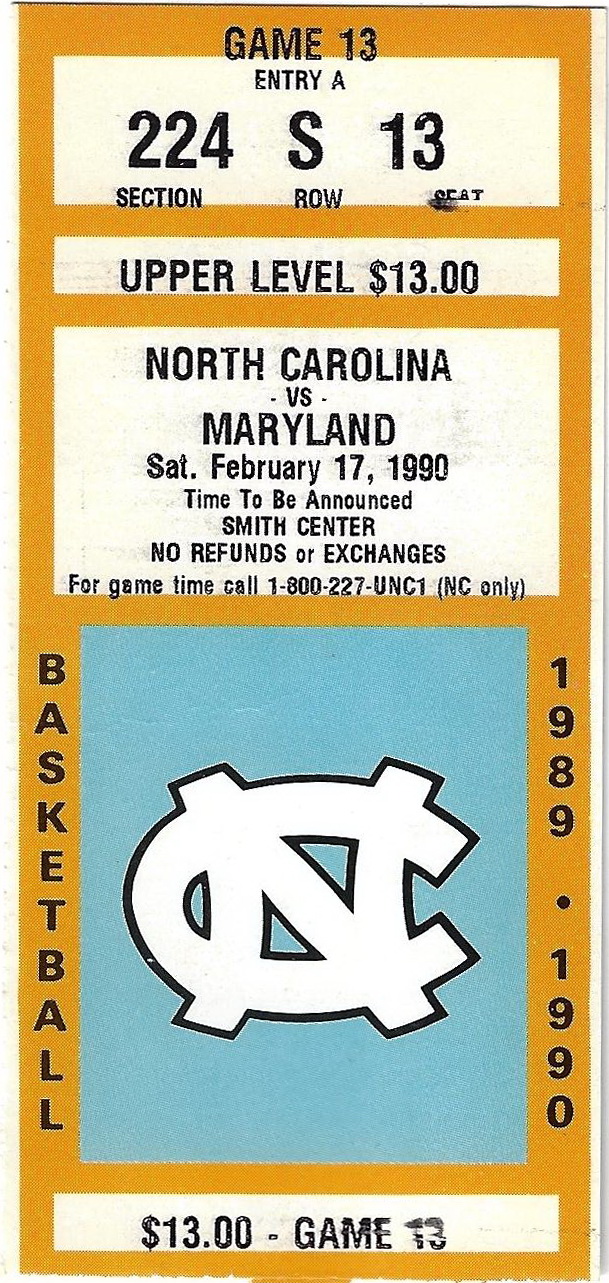 GAME 13
ENTRY A
224 S 13
SECTION ROW SEAT
UPPER LEVEL $13.00
NORTH CAROLINA
- VS -
MARYLAND
Sat. February 17, 1990
Time To Be Announced
SMITH CENTER
NO REFUNDS or EXCHANGES
For game time call 1-800-227-UNC1 (NC only)
BASKETBALL
1989 • 1990
NC
$13.00 - GAME 13